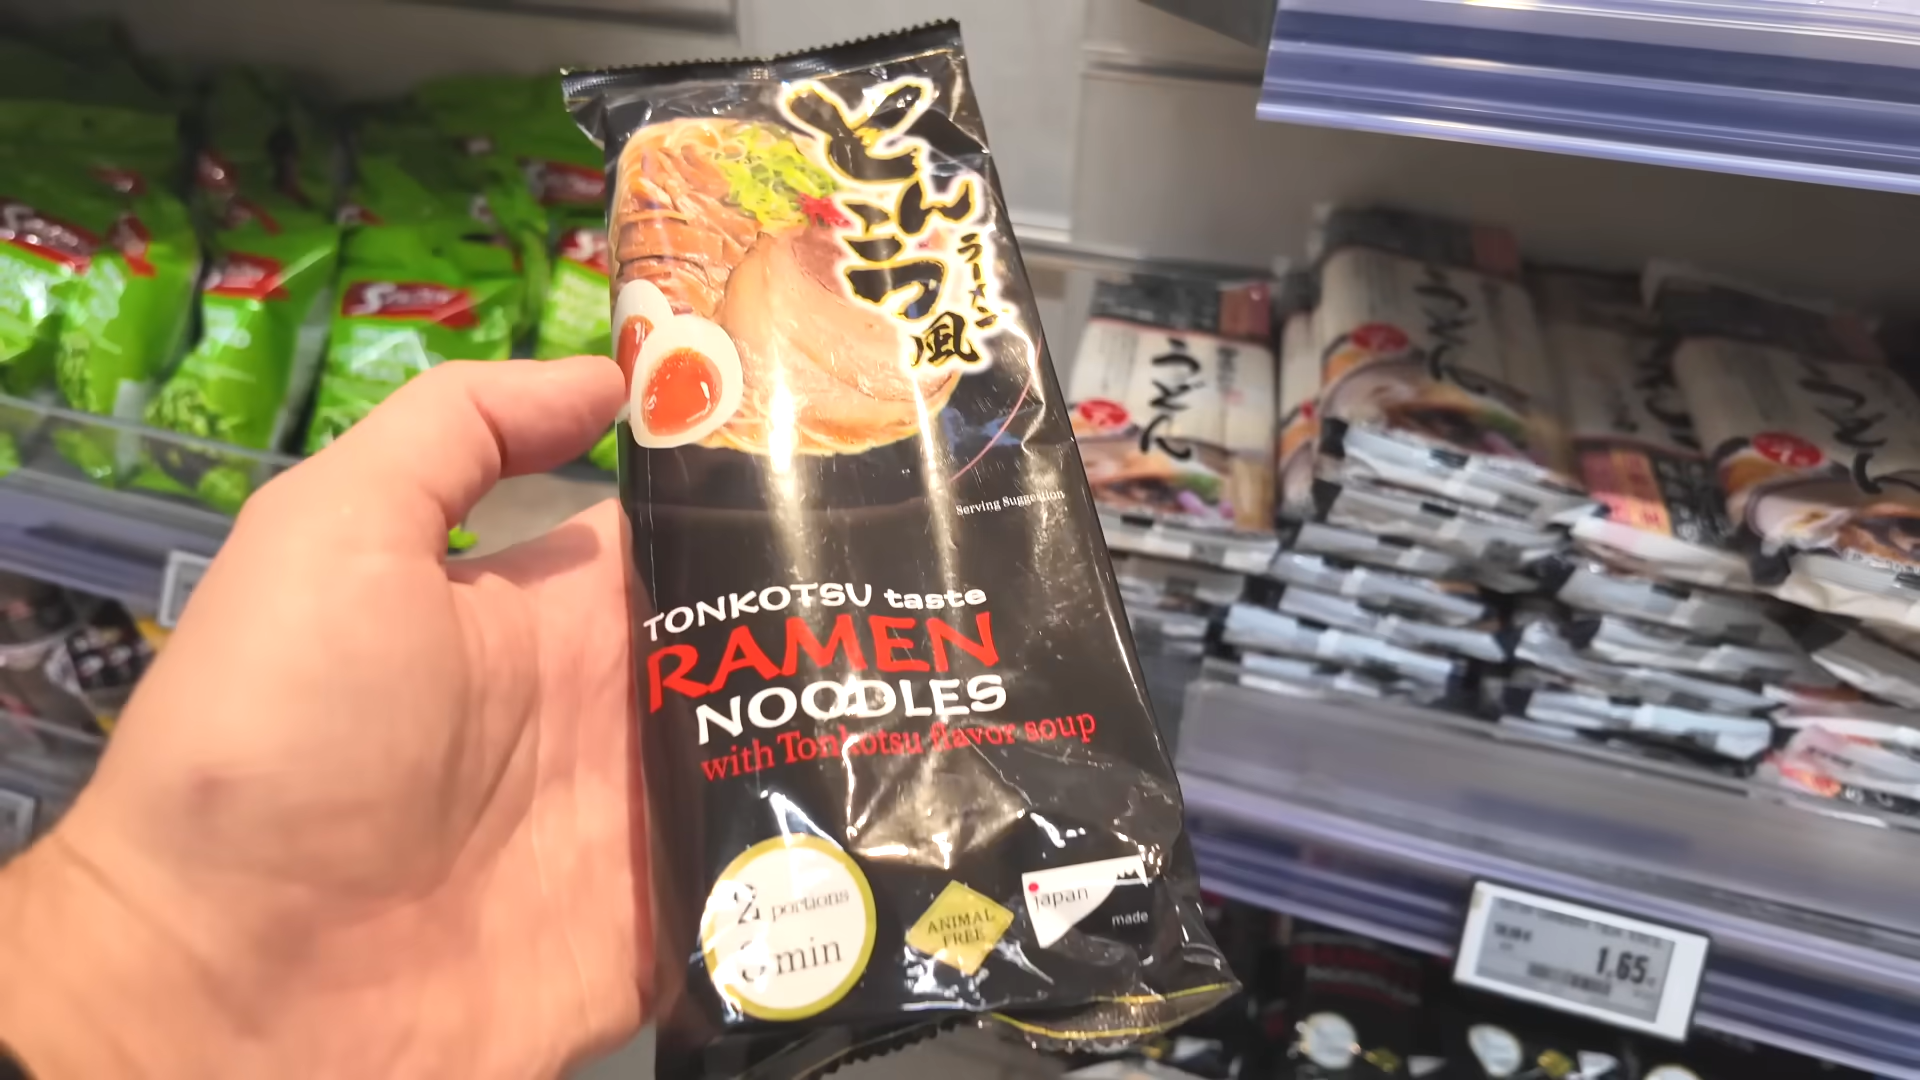 とんこつ風
ラーメン
Serving Suggestion
TONKOTSU taste
RAMEN
NOODLES
with Tonkotsu flavor soup
2 portions
min
ANIMAL
FREE
japan
made
うどん
うどん
うどん
1.65